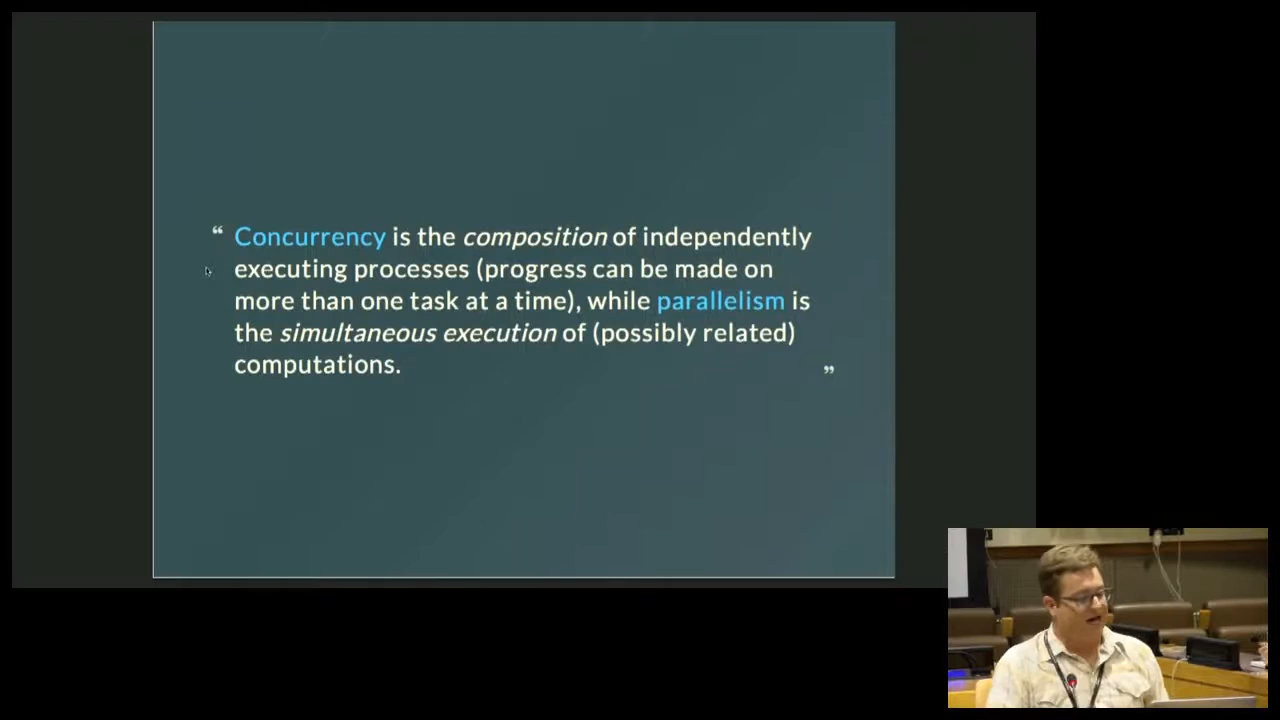 “ Concurrency is the composition of independently
executing processes (progress can be made on
more than one task at a time), while parallelism is
the simultaneous execution of (possibly related)
computations. ”